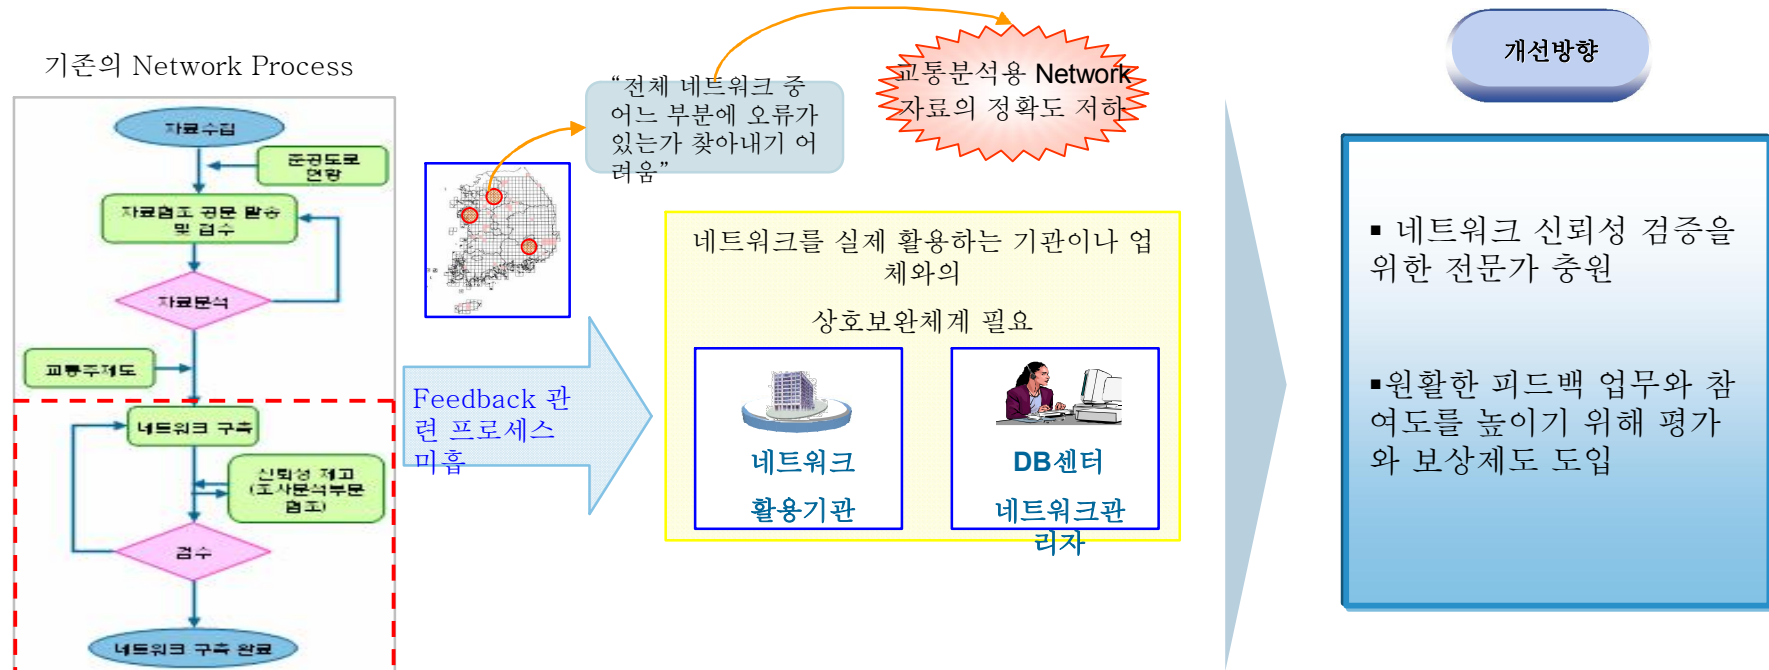 기존의 Network Process
자료수집
준공도로
현황
자료협조 공문 발송
및 접수
자료분석
교통주제도
네트워크 구축
신뢰성 제고
(조사분석부문
협조)
검수
네트워크 구축 완료
“전체 네트워크 중
어느 부분에 오류가
있는가 찾아내기 어
려움”
교통분석용 Network
자료의 정확도 저하
Feedback 관
련 프로세스
미흡
네트워크를 실제 활용하는 기관이나 업
체와의
상호보완체계 필요
네트워크
활용기관
DB센터
네트워크관
리자
개선방향
▪ 네트워크 신뢰성 검증을
위한 전문가 충원
▪원활한 피드백 업무와 참
여도를 높이기 위해 평가
와 보상제도 도입